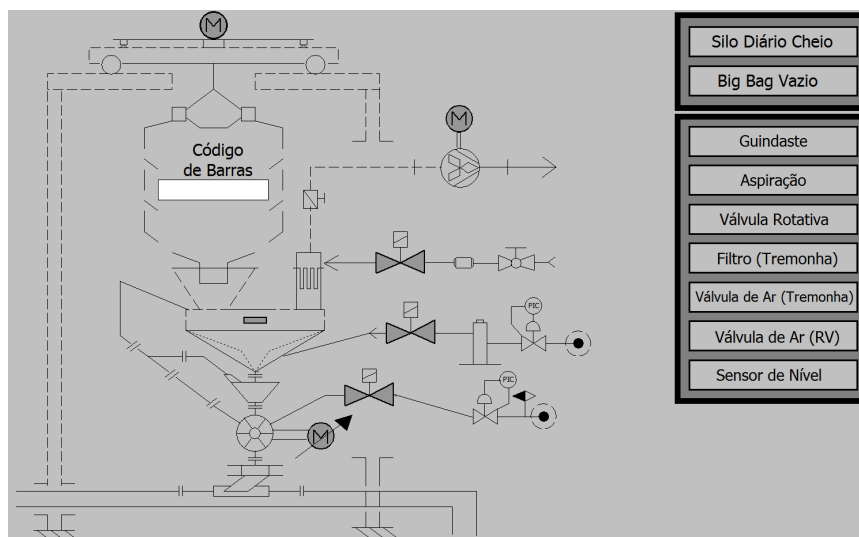 M
Silo Diário Cheio
Big Bag Vazio
M
Código
de Barras
Guindaste
Aspiração
Válvula Rotativa
Filtro (Tremonha)
Válvula de Ar (Tremonha)
PIC
Válvula de Ar (RV)
PIC
Sensor de Nível
M